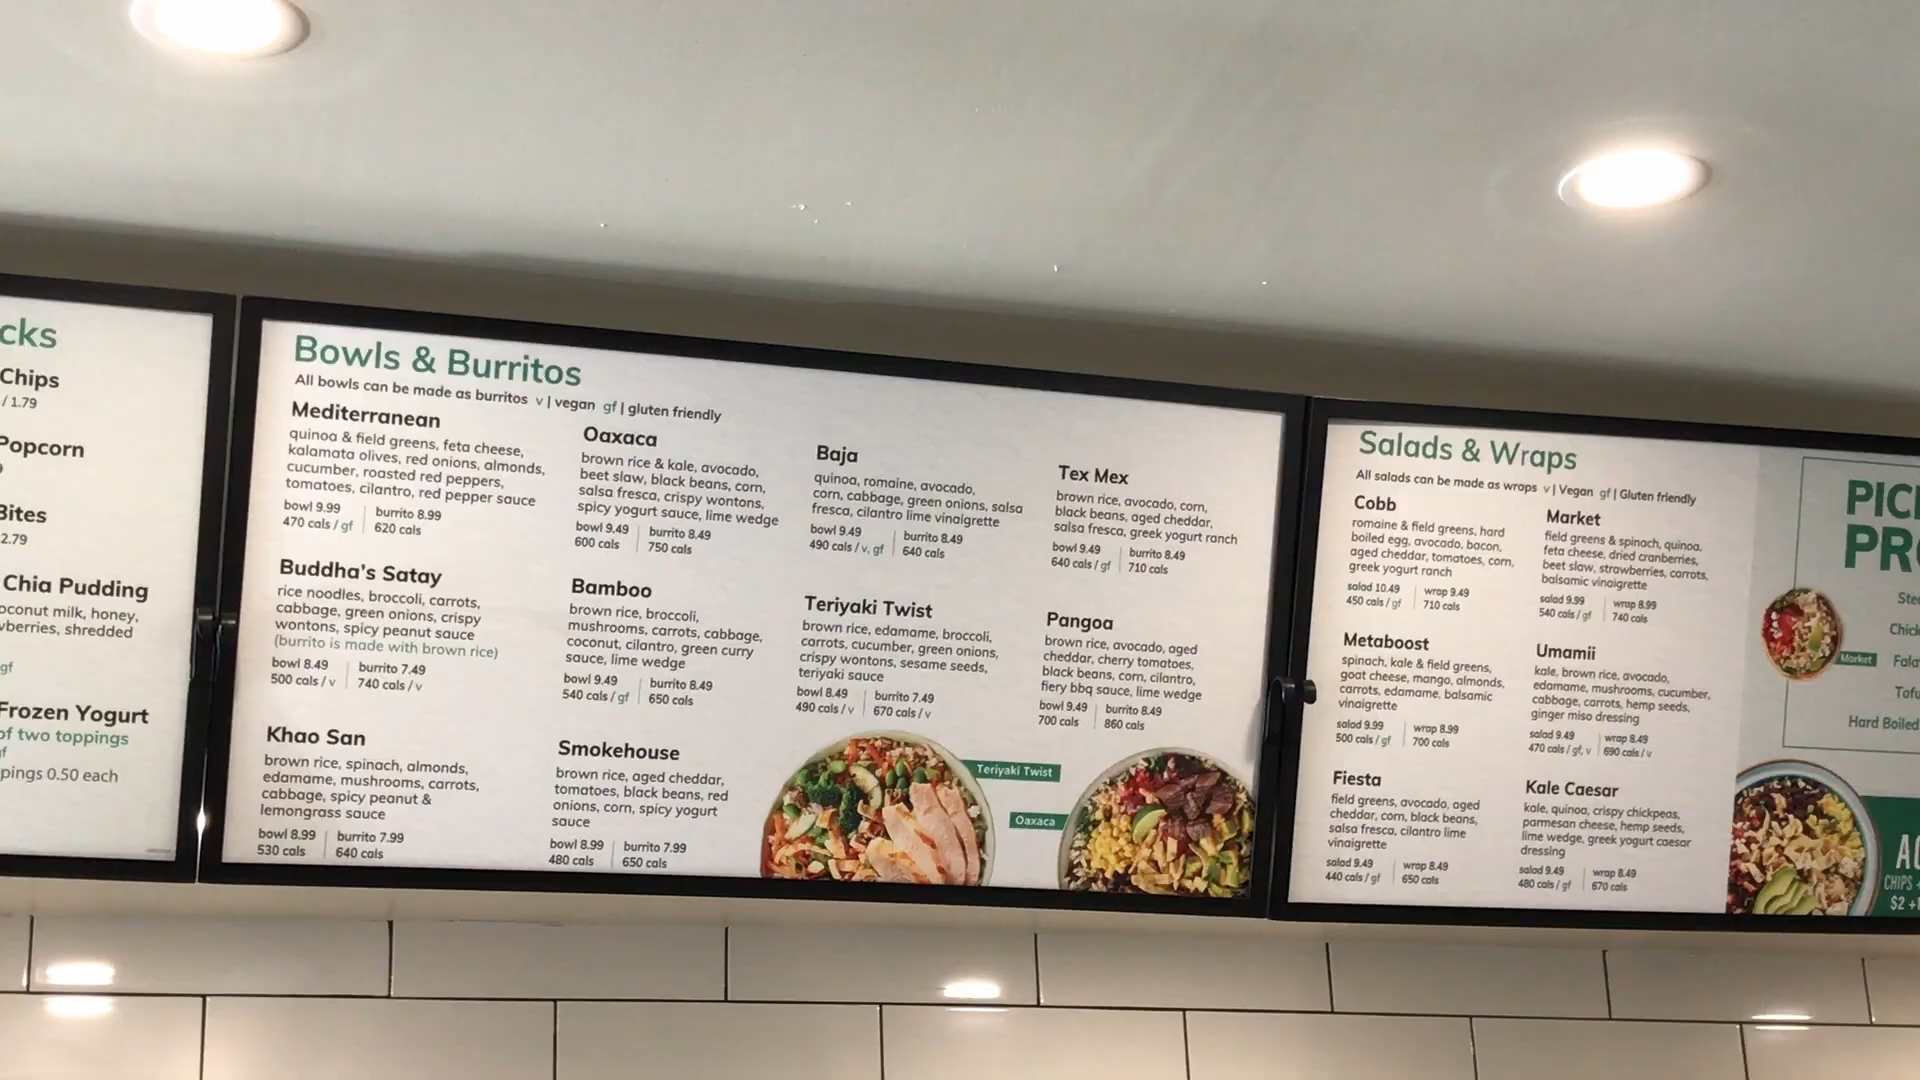 cks
Chips
/ 1.79
Popcorn
Bites
2.79
Chia Pudding
oconut milk, honey,
wberries, shredded
gf
Frozen Yogurt
of two toppings
pings 0.50 each
Bowls & Burritos
All bowls can be made as burritos v | vegan gf | gluten friendly
Mediterranean
quinoa & field greens, feta cheese,
kalamata olives, red onions, almonds,
cucumber, roasted red peppers,
tomatoes, cilantro, red pepper sauce
bowl 9.99 | burrito 8.99
470 cals / gf | 620 cals
Buddha's Satay
rice noodles, broccoli, carrots,
cabbage, green onions, crispy
wontons, spicy peanut sauce
(burrito is made with brown rice)
bowl 8.49 | burrito 7.49
500 cals / v | 740 cals / v
Khao San
brown rice, spinach, almonds,
edamame, mushrooms, carrots,
cabbage, spicy peanut &
lemongrass sauce
bowl 8.99 | burrito 7.99
530 cals | 640 cals
Oaxaca
brown rice & kale, avocado,
beet slaw, black beans, corn,
salsa fresca, crispy wontons,
spicy yogurt sauce, lime wedge
bowl 9.49 | burrito 8.49
600 cals | 750 cals
Bamboo
brown rice, broccoli,
mushrooms, carrots, cabbage,
coconut, cilantro, green curry
sauce, lime wedge
bowl 9.49 | burrito 8.49
540 cals / gf | 650 cals
Smokehouse
brown rice, aged cheddar,
tomatoes, black beans, red
onions, corn, spicy yogurt
sauce
bowl 8.99 | burrito 7.99
480 cals | 650 cals
Baja
quinoa, romaine, avocado,
corn, cabbage, green onions, salsa
fresca, cilantro lime vinaigrette
bowl 9.49 | burrito 8.49
490 cals / v, gf | 640 cals
Teriyaki Twist
brown rice, edamame, broccoli,
carrots, cucumber, green onions,
crispy wontons, sesame seeds,
teriyaki sauce
bowl 8.49 | burrito 7.49
490 cals / v | 670 cals / v
Tex Mex
brown rice, avocado, corn,
black beans, aged cheddar,
salsa fresca, greek yogurt ranch
bowl 9.49 | burrito 8.49
640 cals / gf | 710 cals
Pangoa
brown rice, avocado, aged
cheddar, cherry tomatoes,
black beans, corn, cilantro,
fiery bbq sauce, lime wedge
bowl 9.49 | burrito 8.49
700 cals | 860 cals
Teriyaki Twist
Oaxaca
Salads & Wraps
All salads can be made as wraps v | Vegan gf | Gluten friendly
Cobb
romaine & field greens, hard
boiled egg, avocado, bacon,
aged cheddar, tomatoes, corn,
greek yogurt ranch
salad 10.49 | wrap 9.49
450 cals / gf | 710 cals
Metaboost
spinach, kale & field greens,
goat cheese, mango, almonds,
carrots, edamame, balsamic
vinaigrette
salad 9.99 | wrap 8.99
500 cals / gf | 700 cals
Fiesta
field greens, avocado, aged
cheddar, corn, black beans,
salsa fresca, cilantro lime
vinaigrette
salad 9.49 | wrap 8.49
440 cals / gf | 650 cals
Market
field greens & spinach, quinoa,
feta cheese, dried cranberries,
beet slaw, strawberries, carrots,
balsamic vinaigrette
salad 9.99 | wrap 8.99
540 cals / gf | 740 cals
Umamii
kale, brown rice, avocado,
edamame, mushrooms, cucumber,
cabbage, carrots, hemp seeds,
ginger miso dressing
salad 9.49 | wrap 8.49
470 cals / gf, v | 690 cals / v
Kale Caesar
kale, quinoa, crispy chickpeas,
parmesan cheese, hemp seeds,
lime wedge, greek yogurt caesar
dressing
salad 9.49 | wrap 8.49
480 cals / gf | 670 cals
PIC
PRO
Stea
Chick
Market
Fala
Tofu
Hard Boiled
CHIPS +
$2 +